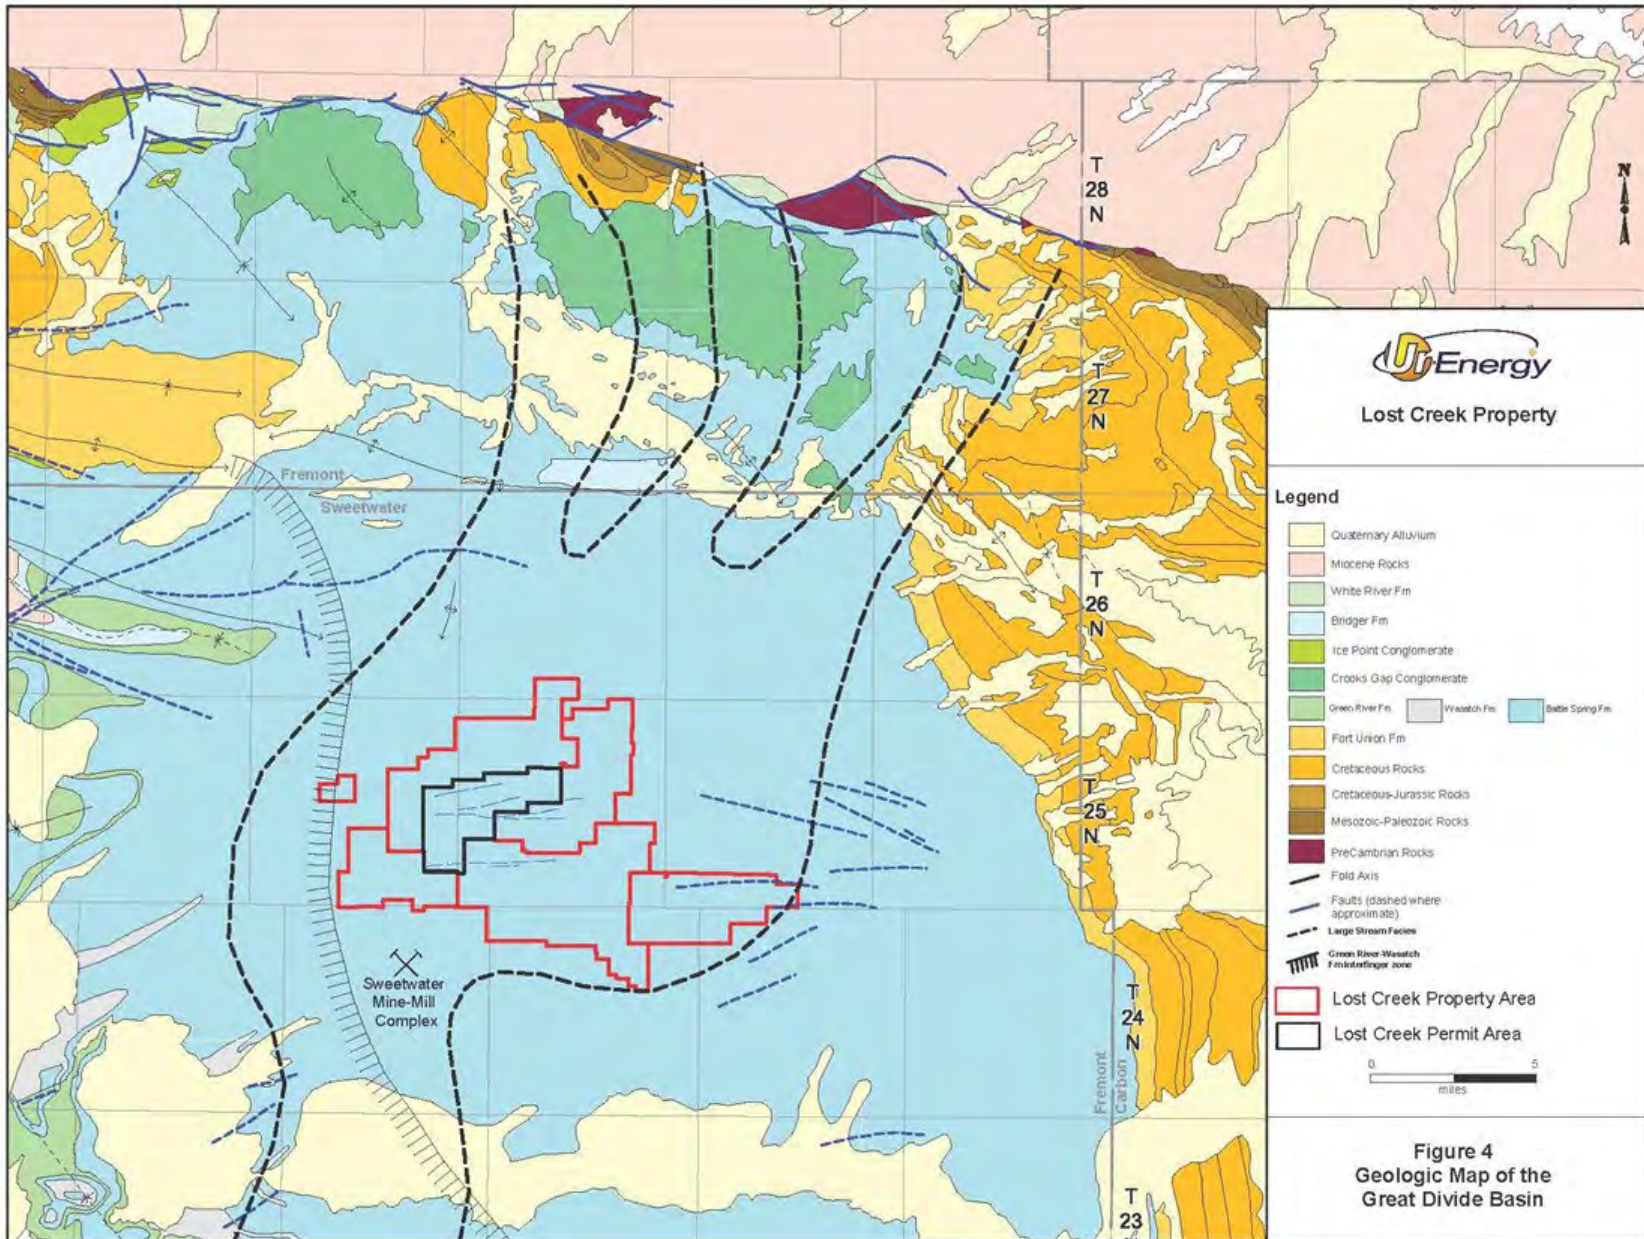 T
28
N
N
T
27
N
Fremont
Sweetwater
T
26
N
T
25
N
Sweetwater
Mine-Mill
Complex
T
24
N
Fremont
Carbon
T
23
Ur-Energy
Lost Creek Property
Legend
Quaternary Alluvium
Miocene Rocks
White River Fm
Bridger Fm
Ice Point Conglomerate
Crooks Gap Conglomerate
Green River Fm Wasatch Fm Battle Spring Fm
Fort Union Fm
Cretaceous Rocks
Cretaceous-Jurassic Rocks
Mesozoic-Paleozoic Rocks
PreCambrian Rocks
Fold Axis
Faults (dashed where
approximate)
Large Stream Facies
Green River-Wasatch
Fm Interfinger zone
Lost Creek Property Area
Lost Creek Permit Area
0 5
miles
Figure 4
Geologic Map of the
Great Divide Basin